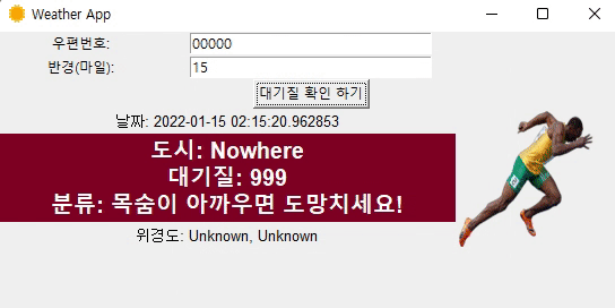 Weather App
우편번호: 00000
반경(마일): 15
대기질 확인 하기
날짜: 2022-01-15 02:15:20.962853
도시: Nowhere
대기질: 999
분류: 목숨이 아까우면 도망치세요!
위경도: Unknown, Unknown